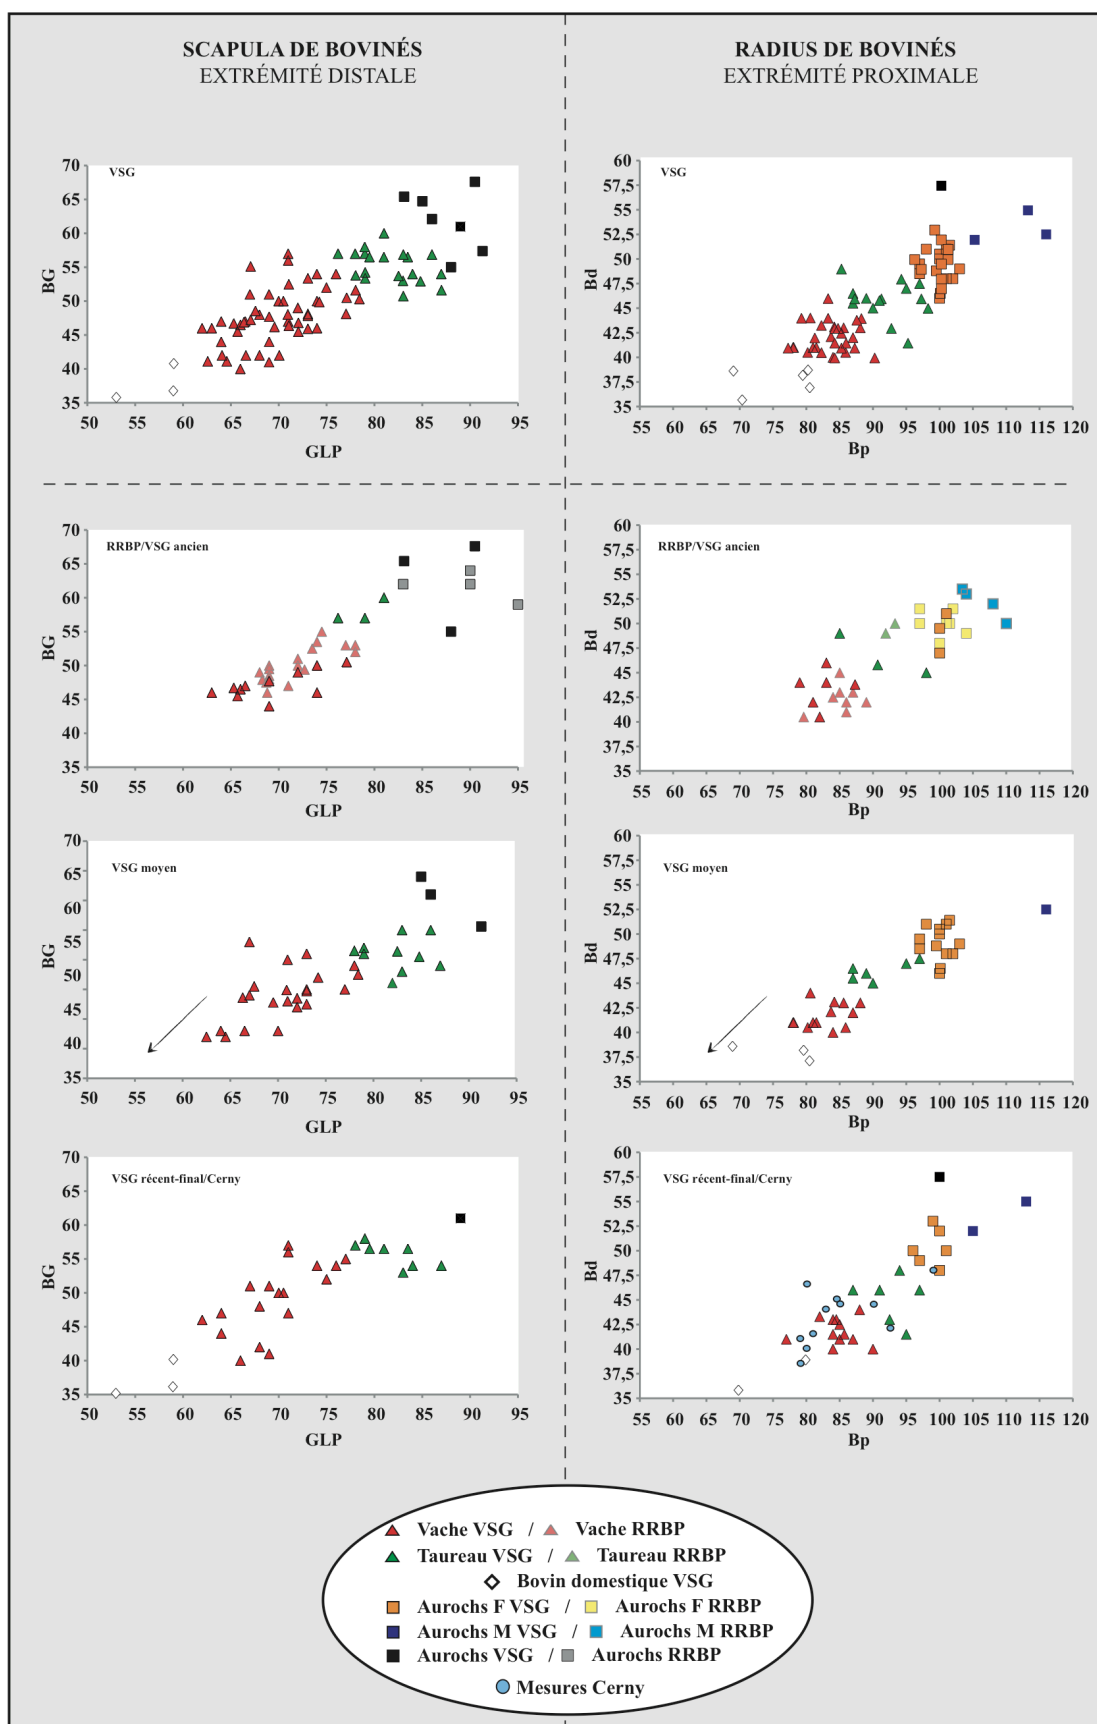 SCAPULA DE BOVINÉS
EXTRÉMITÉ DISTALE
RADIUS DE BOVINÉS
EXTRÉMITÉ PROXIMALE
VSG
70
65
60
55
50
45
40
35
BG
50 55 60 65 70 75 80 85 90 95
GLP
VSG
60
57,5
55
52,5
50
47,5
45
42,5
40
37,5
35
Bd
55 65 70 75 80 85 90 95 100 105 110 115 120
Bp
RRBP/VSG ancien
70
65
60
55
50
45
40
35
BG
50 55 60 65 70 75 80 85 90 95
GLP
RRBP/VSG ancien
60
57,5
55
52,5
50
47,5
45
42,5
40
37,5
35
Bd
55 65 70 75 80 85 90 95 100 105 110 115 120
Bp
VSG moyen
70
65
60
55
50
45
40
35
BG
50 55 60 65 70 75 80 85 90 95
GLP
VSG moyen
60
57,5
55
52,5
50
47,5
45
42,5
40
37,5
35
Bd
55 65 70 75 80 85 90 95 100 105 110 115 120
Bp
VSG récent-final/Cerny
70
65
60
55
50
45
40
35
BG
50 55 60 65 70 75 80 85 90 95
GLP
VSG récent-final/Cerny
60
57,5
55
52,5
50
47,5
45
42,5
40
37,5
35
Bd
55 65 70 75 80 85 90 95 100 105 110 115 120
Bp
Vache VSG / Vache RRBP
Taureau VSG / Taureau RRBP
Bovin domestique VSG
Aurochs F VSG / Aurochs F RRBP
Aurochs M VSG / Aurochs M RRBP
Aurochs VSG / Aurochs RRBP
Mesures Cerny